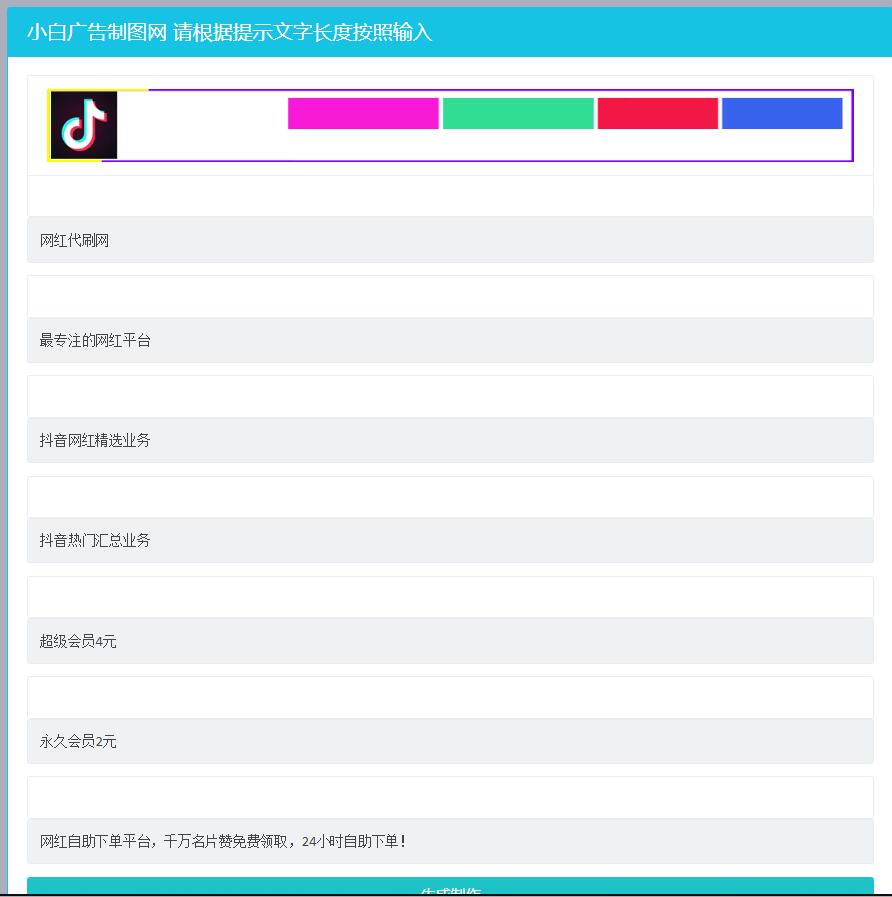 小白广告制图网 请根据提示文字长度按照输入
网红代刷网
最专注的网红平台
抖音网红精选业务
抖音热门汇总业务
超级会员4元
永久会员2元
网红自助下单平台，千万名片赞免费领取，24小时自助下单！